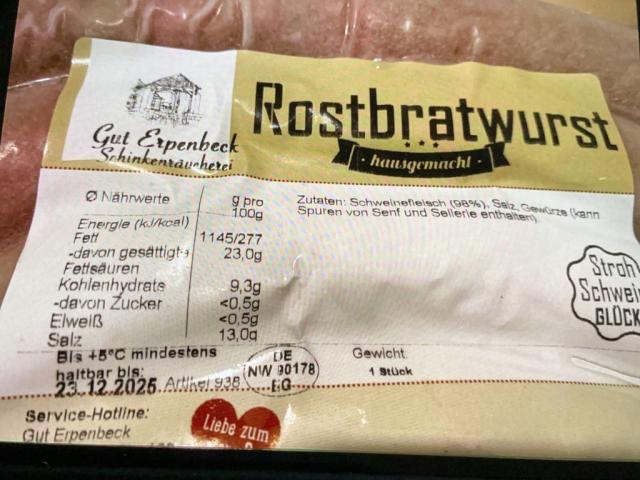 Gut Erpenbeck
Schinkenräucherei
Rostbratwurst
· hausgemacht ·
Ø Nährwerte
g pro
100g
Energie (kJ/kcal)
1145/277
Fett
23,0g
-davon gesättigte
Fettsäuren
9,3g
Kohlenhydrate
<0,5g
-davon Zucker
<0,5g
Eiweiß
13,0g
Salz
Zutaten: Schweinefleisch (98%), Salz, Gewürze (kann
Spuren von Senf und Sellerie enthalten)
Stroh
Schwei
GLÜCK
Bis +5°C mindestens
haltbar bis:
23.12.2025 Artikel 938
DE
NW 90178
EG
Gewicht
1 Stück
Service-Hotline:
Gut Erpenbeck
Liebe zum